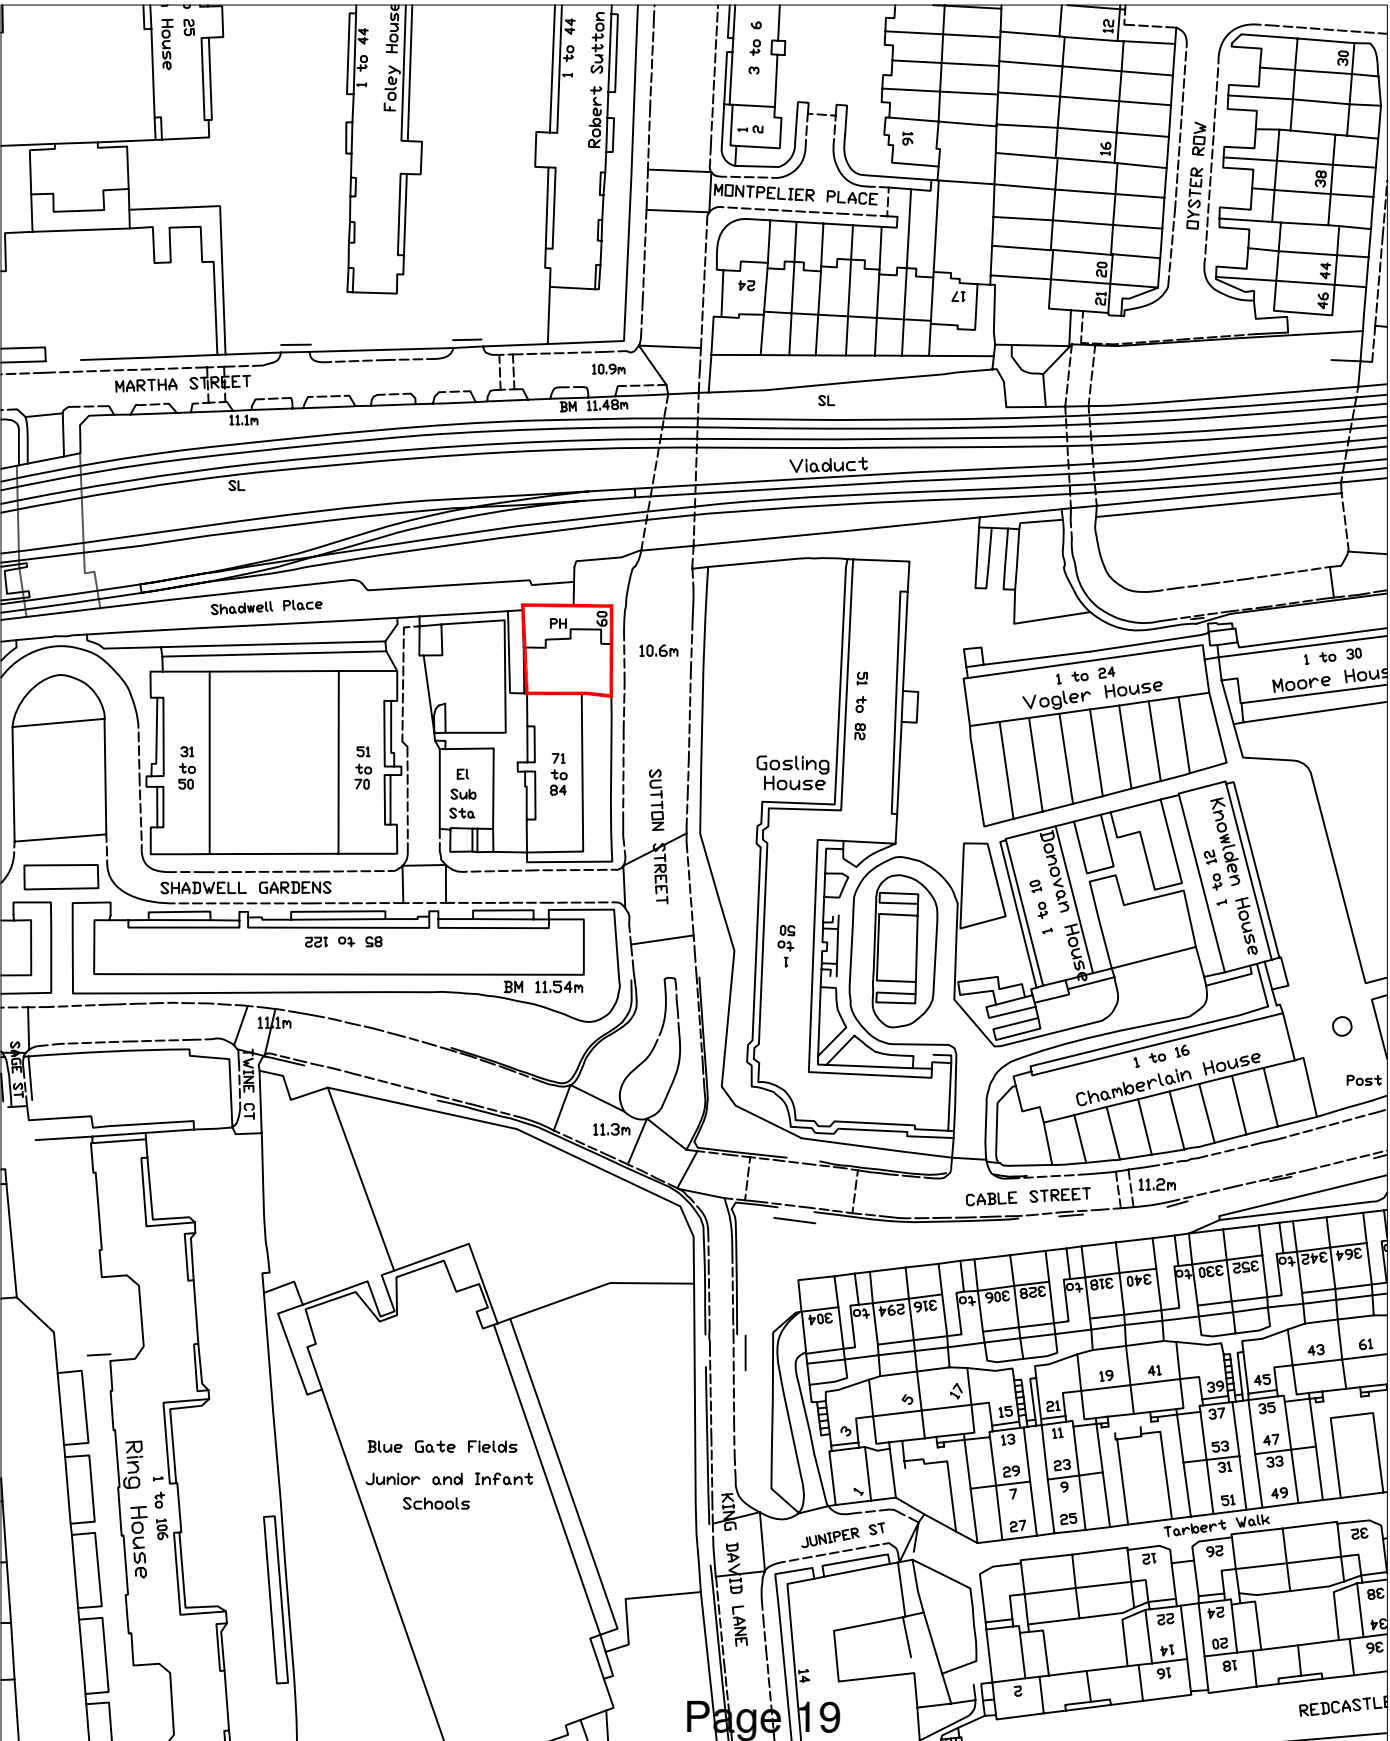 25
House
1 to 44
Foley House
1 to 44
Robert Sutton
3 to 6
1
2
16
12
16
20
21
OYSTER ROW
30
38
44
46
MONTPELIER PLACE
24
17
MARTHA STREET
10.9m
BM 11.48m
11.1m
SL
SL
Viaduct
Shadwell Place
PH
60
10.6m
51 to 82
1 to 24
Vogler House
1 to 30
Moore Hous
31
to
50
51
to
70
El
Sub
Sta
71
to
84
SUTTON STREET
Gosling
House
Donovan House
1 to 10
Knowlden House
1 to 12
SHADWELL GARDENS
85 to 122
1
to
50
BM 11.54m
11.1m
SAGE ST
TWINE CT
1 to 16
Chamberlain House
Post
11.3m
CABLE STREET
11.2m
304
to
294
316
to
306
328
to
318
340
to
330
352
to
342
364
43
61
19
41
39
45
5
17
15
21
3
13
11
37
35
53
47
29
23
31
33
7
9
51
49
27
25
1
Blue Gate Fields
Junior and Infant
Schools
Ring House
1 to 106
KING DAVID LANE
JUNIPER ST
Tarbert Walk
12
26
32
22
24
38
14
20
34
16
18
36
2
14
REDCASTLE
Page 19